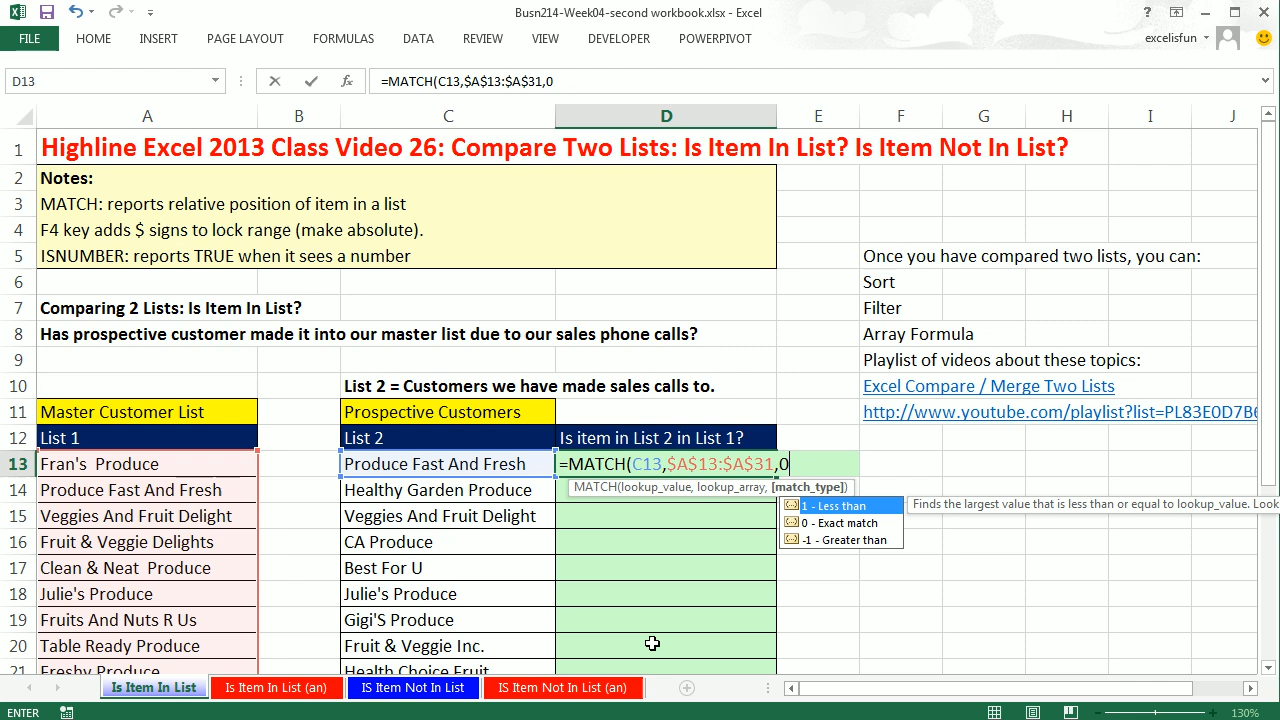 Busn214-Week04-second workbook.xlsx - Excel
FILE HOME INSERT PAGE LAYOUT FORMULAS DATA REVIEW VIEW DEVELOPER POWERPIVOT excelisfun
D13 fx =MATCH(C13,$A$13:$A$31,0
A B C D E F G H I J
1 Highline Excel 2013 Class Video 26: Compare Two Lists: Is Item In List? Is Item Not In List?
2 Notes:
3 MATCH: reports relative position of item in a list
4 F4 key adds $ signs to lock range (make absolute).
5 ISNUMBER: reports TRUE when it sees a number Once you have compared two lists, you can:
6 Sort
7 Comparing 2 Lists: Is Item In List? Filter
8 Has prospective customer made it into our master list due to our sales phone calls? Array Formula
9 Playlist of videos about these topics:
10 List 2 = Customers we have made sales calls to. Excel Compare / Merge Two Lists
11 Master Customer List Prospective Customers http://www.youtube.com/playlist?list=PL83E0D7B6
12 List 1 List 2 Is item in List 2 in List 1?
13 Fran's  Produce Produce Fast And Fresh =MATCH(C13,$A$13:$A$31,0
MATCH(lookup_value, lookup_array, [match_type])
14 Produce Fast And Fresh Healthy Garden Produce
1 - Less than Finds the largest value that is less than or equal to lookup_value. Look
15 Veggies And Fruit Delight Veggies And Fruit Delight
0 - Exact match
16 Fruit & Veggie Delights CA Produce
-1 - Greater than
17 Clean & Neat  Produce Best For U
18 Julie's Produce Julie's Produce
19 Fruits And Nuts R Us Gigi'S Produce
20 Table Ready Produce Fruit & Veggie Inc.
21 Freshy Produce Health Choice Fruit
Is Item In List Is Item In List (an) IS Item Not In List IS Item Not In List (an)
ENTER 130%